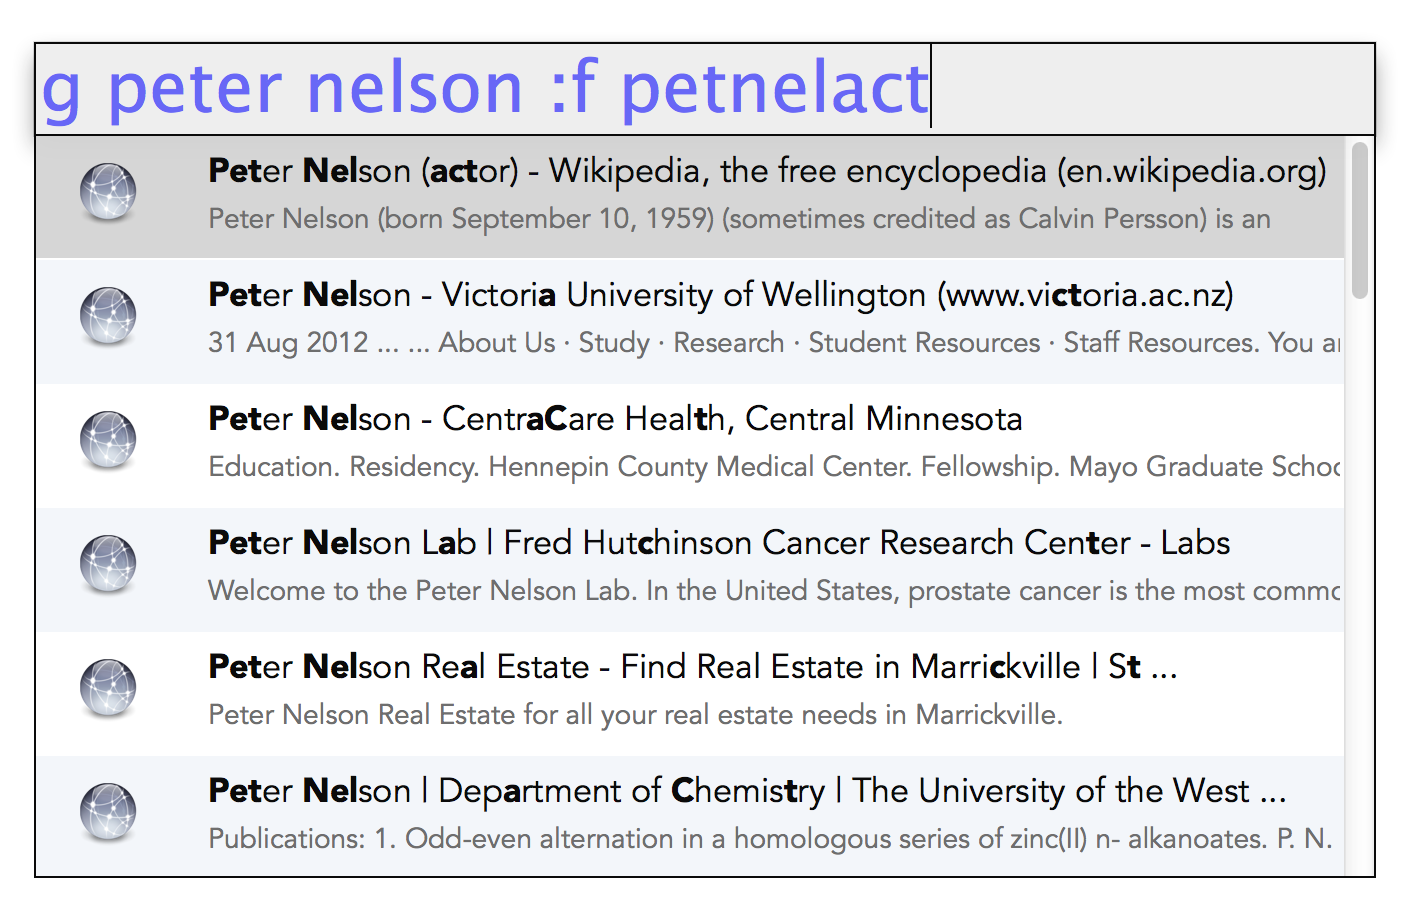 g peter nelson :f petnelact
Peter Nelson (actor) - Wikipedia, the free encyclopedia (en.wikipedia.org)
Peter Nelson (born September 10, 1959) (sometimes credited as Calvin Persson) is an
Peter Nelson - Victoria University of Wellington (www.victoria.ac.nz)
31 Aug 2012 ... ... About Us · Study · Research · Student Resources · Staff Resources. You
Peter Nelson - CentraCare Health, Central Minnesota
Education. Residency. Hennepin County Medical Center. Fellowship. Mayo Graduate
Peter Nelson Lab | Fred Hutchinson Cancer Research Center - Labs
Welcome to the Peter Nelson Lab. In the United States, prostate cancer is the most
Peter Nelson Real Estate - Find Real Estate in Marrickville | St ...
Peter Nelson Real Estate for all your real estate needs in Marrickville.
Peter Nelson | Department of Chemistry | The University of the West ...
Publications: 1. Odd-even alternation in a homologous series of zinc(II) n- alkanoates. P. N.